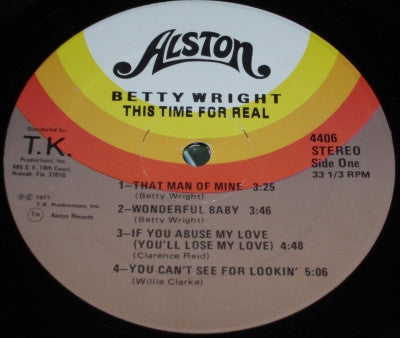 ALSTON
BETTY WRIGHT
THIS TIME FOR REAL
Distributed by
T.K.
Productions, Inc.
495 S.E. 10th Court
Hialeah, Fla. 33010
4406
STEREO
Side One
33 1/3 RPM
℗© 1977
T.K. Productions, Inc.
Tm Alston Records
1—THAT MAN OF MINE 3:25
(Betty Wright)
2—WONDERFUL BABY 3:46
(Betty Wright)
3—IF YOU ABUSE MY LOVE
(YOU'LL LOSE MY LOVE) 4:48
(Clarence Reid)
4—YOU CAN'T SEE FOR LOOKIN' 5:06
(Willie Clarke)